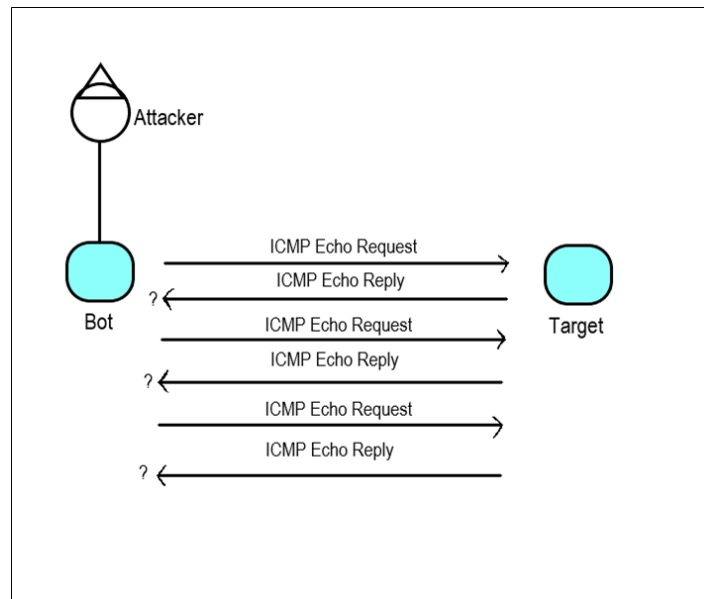 Attacker
ICMP Echo Request
ICMP Echo Reply
?
Bot
Target
ICMP Echo Request
ICMP Echo Reply
?
ICMP Echo Request
ICMP Echo Reply
?